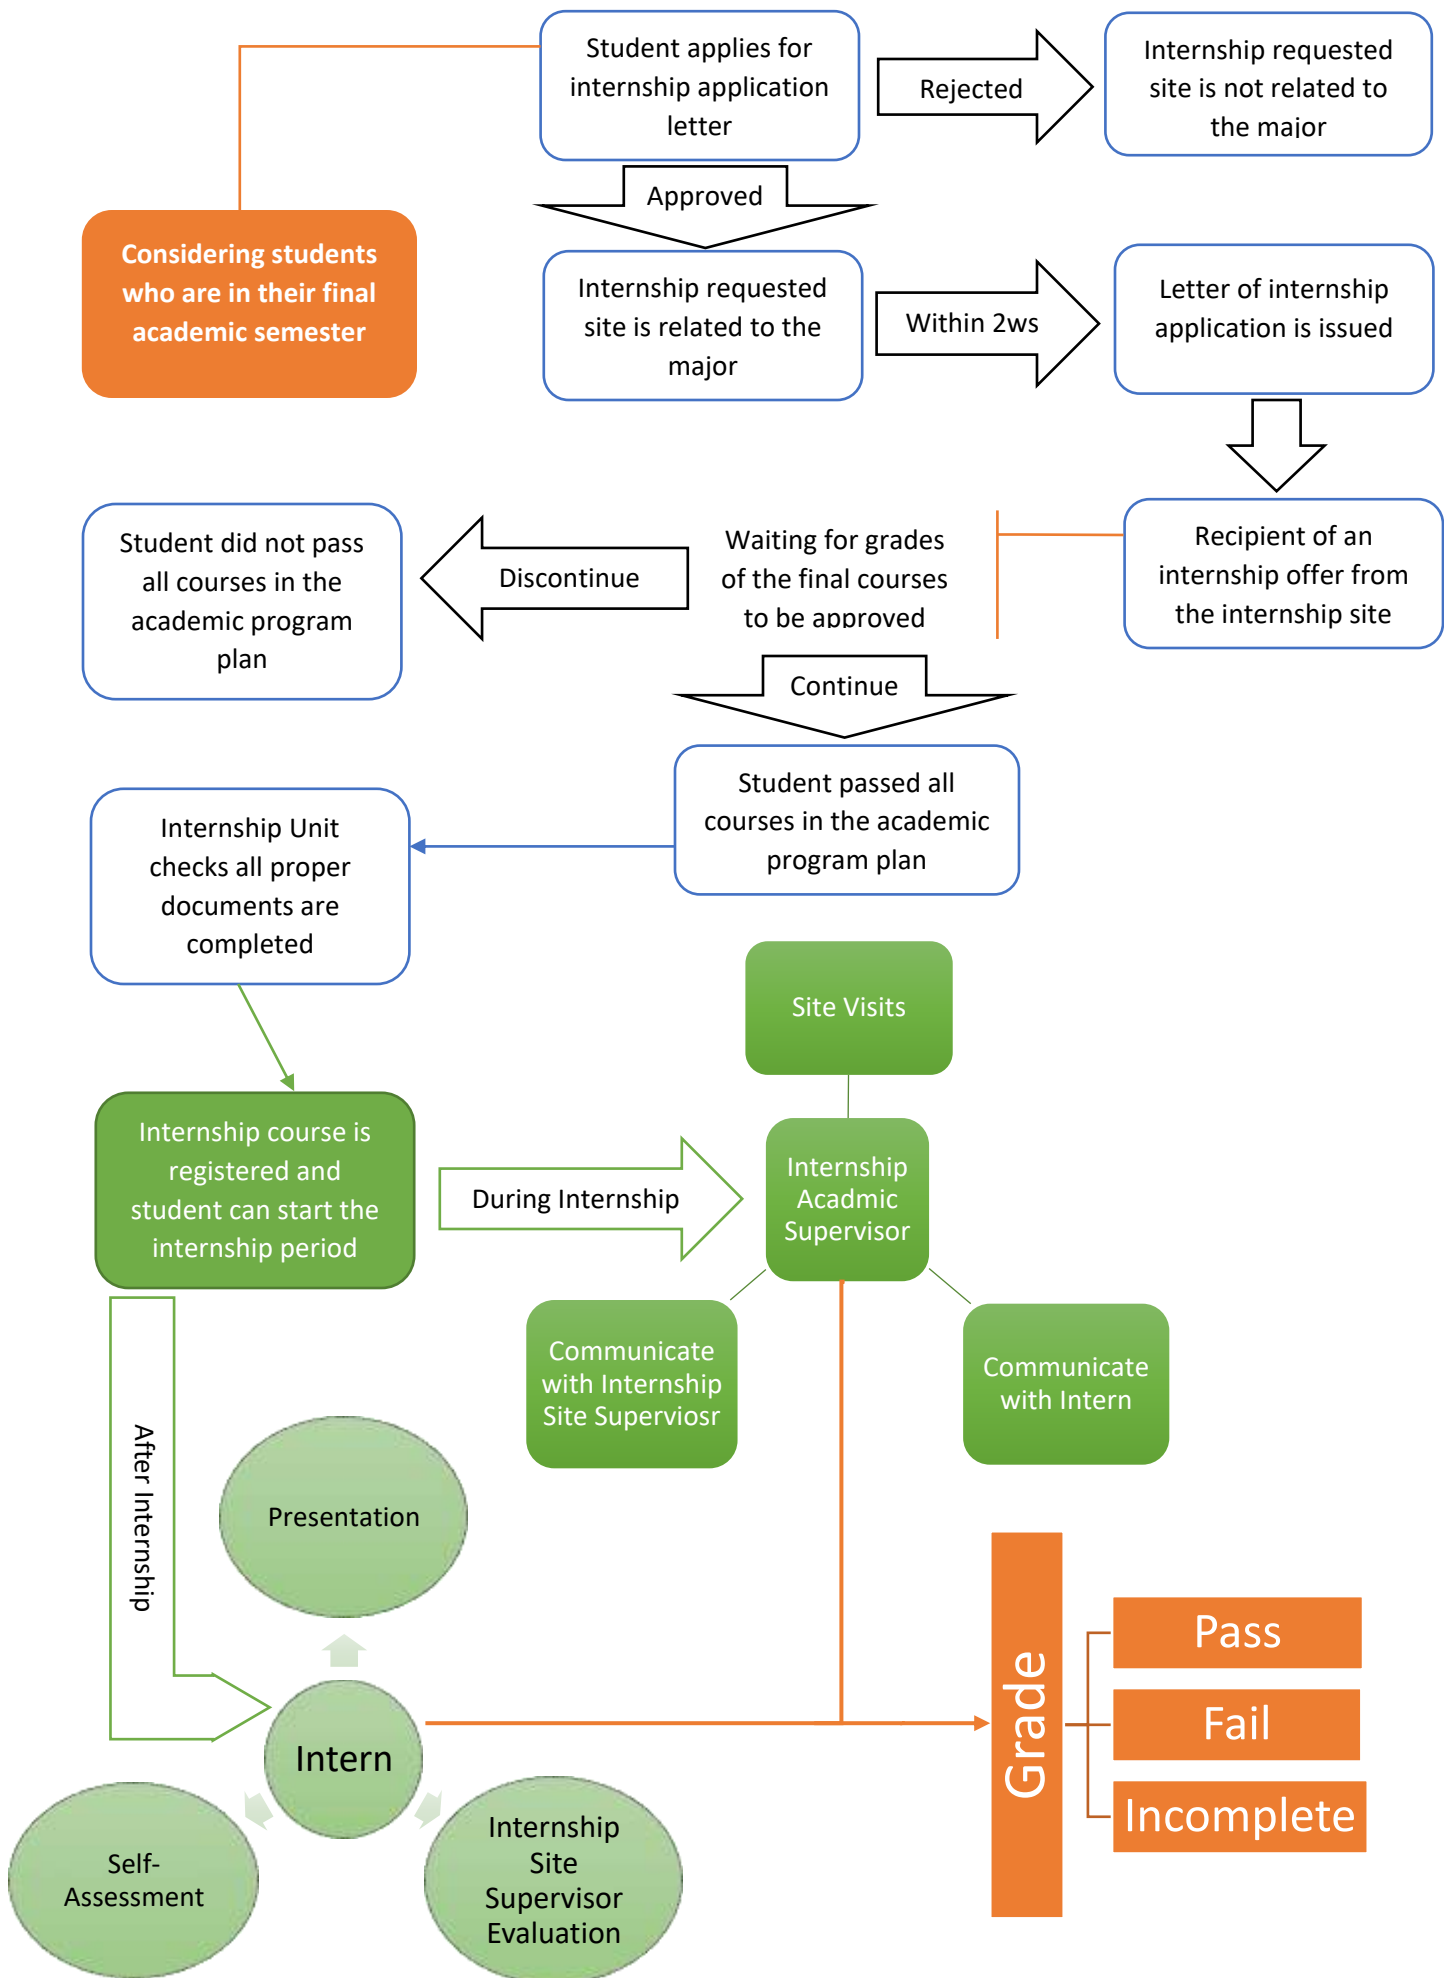 Student applies for
internship application
letter
Rejected
Internship requested
site is not related to
the major
Approved
Considering students
who are in their final
academic semester
Internship requested
site is related to the
major
Within 2ws
Letter of internship
application is issued
Student did not pass
all courses in the
academic program
plan
Discontinue
Waiting for grades
of the final courses
to be approved
Recipient of an
internship offer from
the internship site
Continue
Student passed all
courses in the academic
program plan
Internship Unit
checks all proper
documents are
completed
Site Visits
Internship course is
registered and
student can start the
internship period
During Internship
Internship
Acadmic
Supervisor
Communicate
with Internship
Site Superviosr
Communicate
with Intern
After Internship
Presentation
Intern
Self-
Assessment
Internship
Site
Supervisor
Evaluation
Grade
Pass
Fail
Incomplete